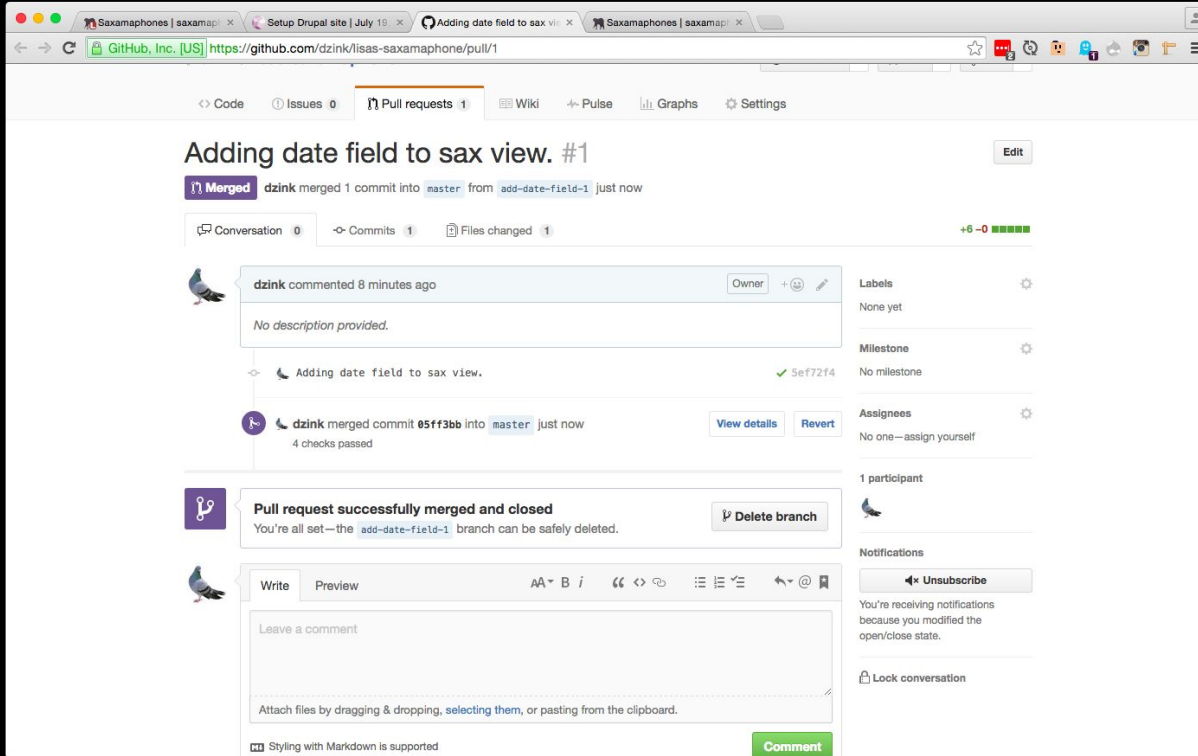 Saxamaphones | saxamap
Setup Drupal site | July 19,
Adding date field to sax vie
Saxamaphones | saxamap
GitHub, Inc. [US] https://github.com/dzink/lisas-saxamaphone/pull/1
Code Issues 0 Pull requests 1 Wiki Pulse Graphs Settings
Adding date field to sax view. #1
Edit
Merged dzink merged 1 commit into master from add-date-field-1 just now
Conversation 0 Commits 1 Files changed 1 +6 −0
dzink commented 8 minutes ago Owner
No description provided.
Adding date field to sax view. 5ef72f4
dzink merged commit 05ff3bb into master just now View details Revert
4 checks passed
Pull request successfully merged and closed
You're all set—the add-date-field-1 branch can be safely deleted.
Delete branch
Write Preview AA B i
Leave a comment
Attach files by dragging & dropping, selecting them, or pasting from the clipboard.
Styling with Markdown is supported
Comment
Labels
None yet
Milestone
No milestone
Assignees
No one—assign yourself
1 participant
Notifications
Unsubscribe
You're receiving notifications
because you modified the
open/close state.
Lock conversation